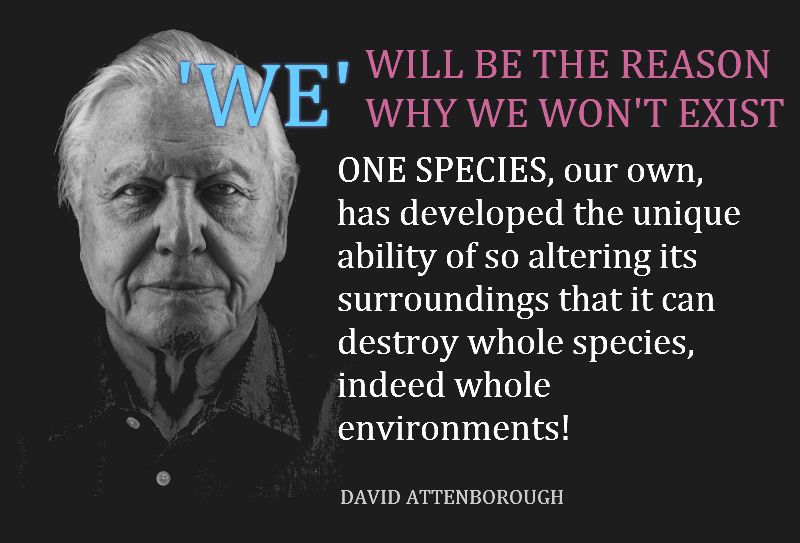 'WE' WILL BE THE REASON
WHY WE WON'T EXIST
ONE SPECIES, our own,
has developed the unique
ability of so altering its
surroundings that it can
destroy whole species,
indeed whole
environments!
DAVID ATTENBOROUGH